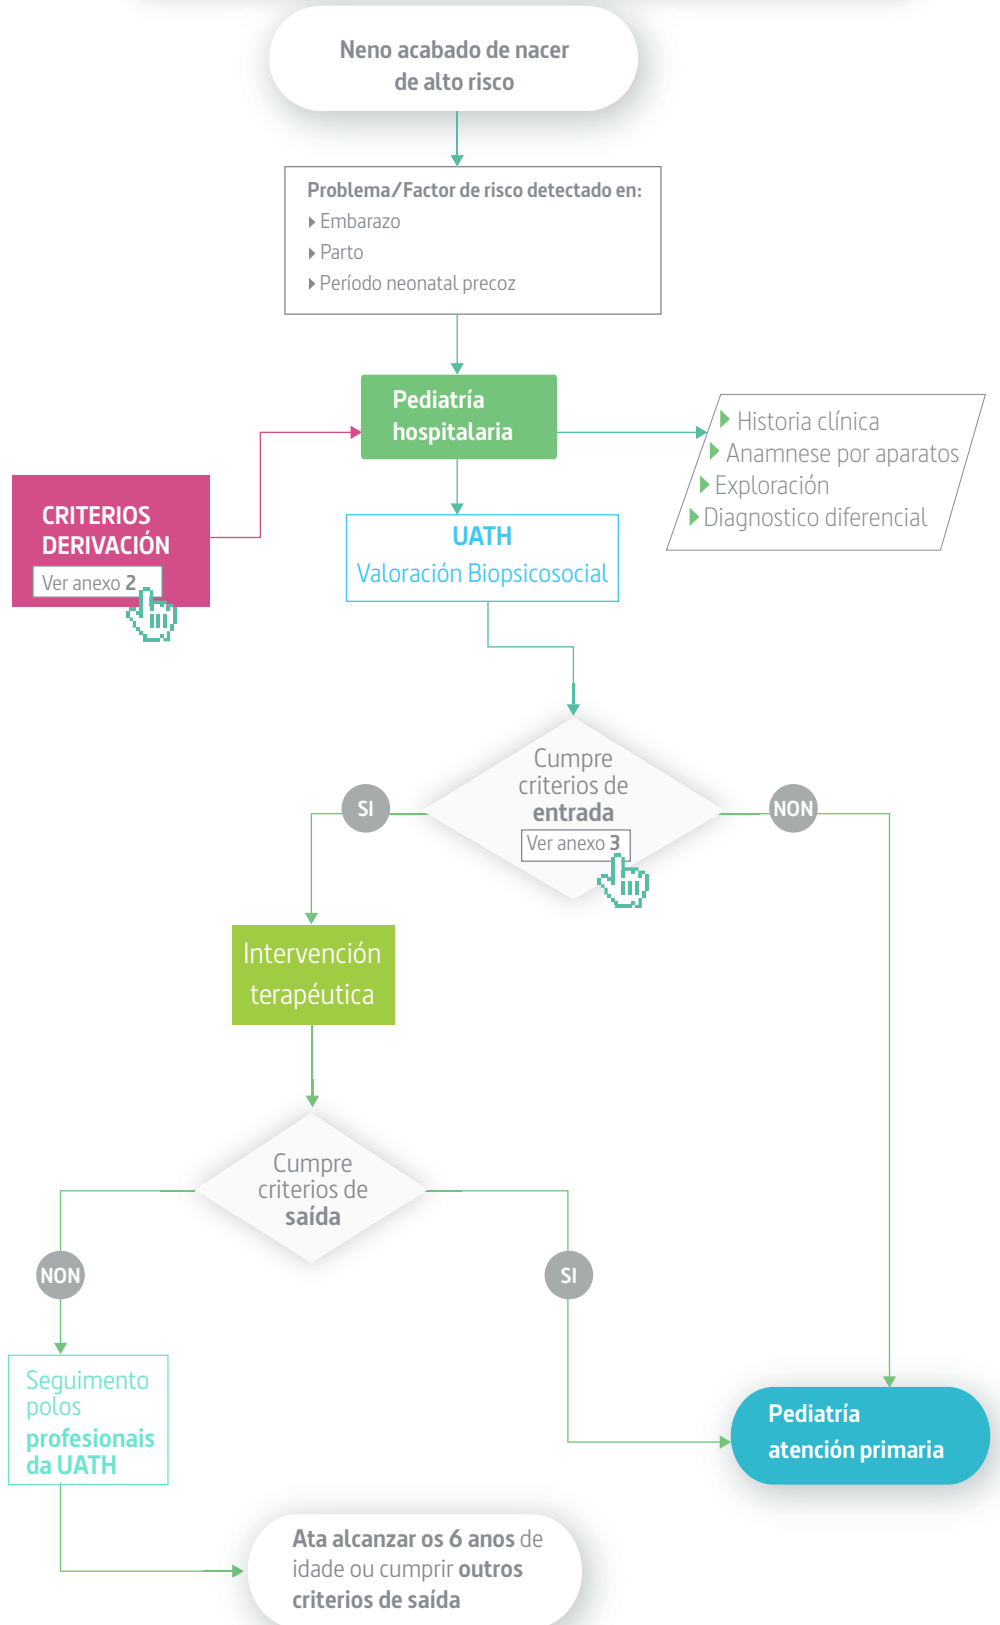 Neno acabado de nacer
de alto risco
Problema/Factor de risco detectado en:
Embarazo
Parto
Período neonatal precoz
Pediatría
hospitalaria
Historia clínica
Anamnese por aparatos
Exploración
Diagnostico diferencial
CRITERIOS
DERIVACIÓN
Ver anexo 2
UATH
Valoración Biopsicosocial
Cumpre
criterios de
entrada
Ver anexo 3
SI
NON
Intervención
terapéutica
Cumpre
criterios de
saída
NON
SI
Seguimento
polos
profesionais
da UATH
Pediatría
atención primaria
Ata alcanzar os 6 anos de
idade ou cumprir outros
criterios de saída